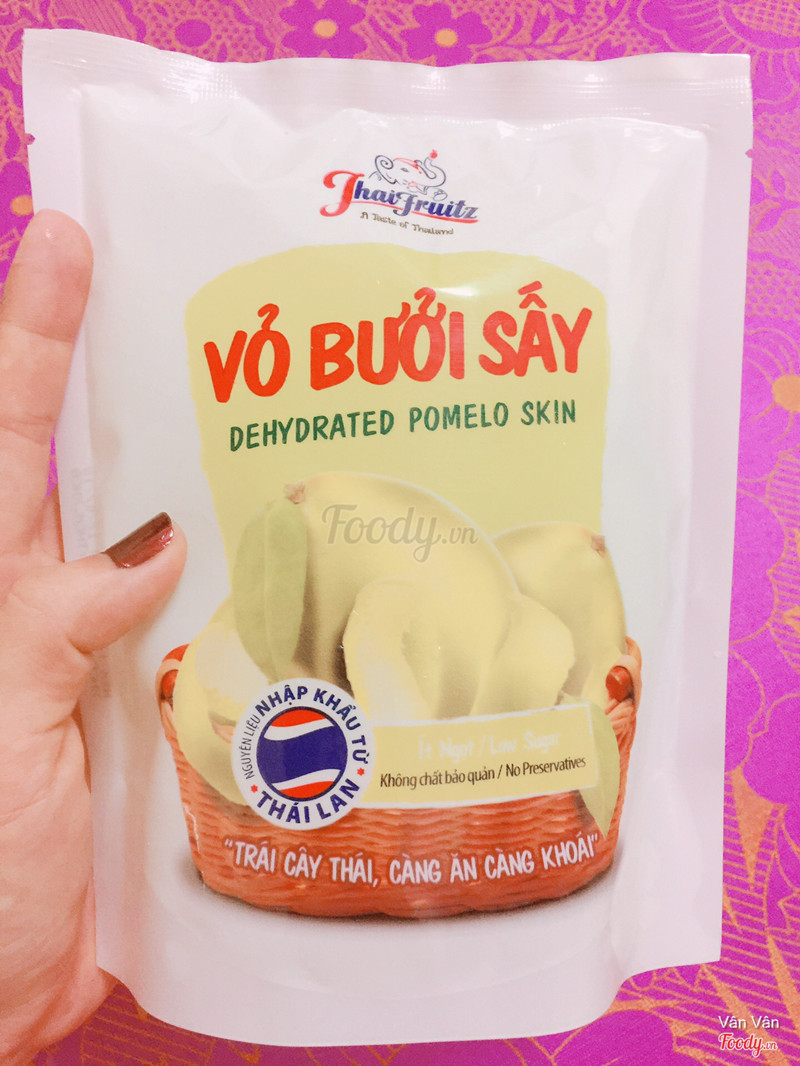 ThaiFruitz
A Taste of Thailand
VỎ BƯỞI SẤY
DEHYDRATED POMELO SKIN
Foody.vn
NGUYÊN LIỆU NHẬP KHẨU TỪ
THÁI LAN
Ít Ngọt / Low Sugar
Không chất bảo quản / No Preservatives
"TRÁI CÂY THÁI, CÀNG ĂN CÀNG KHOÁI"
Vân Vân
Foody.vn